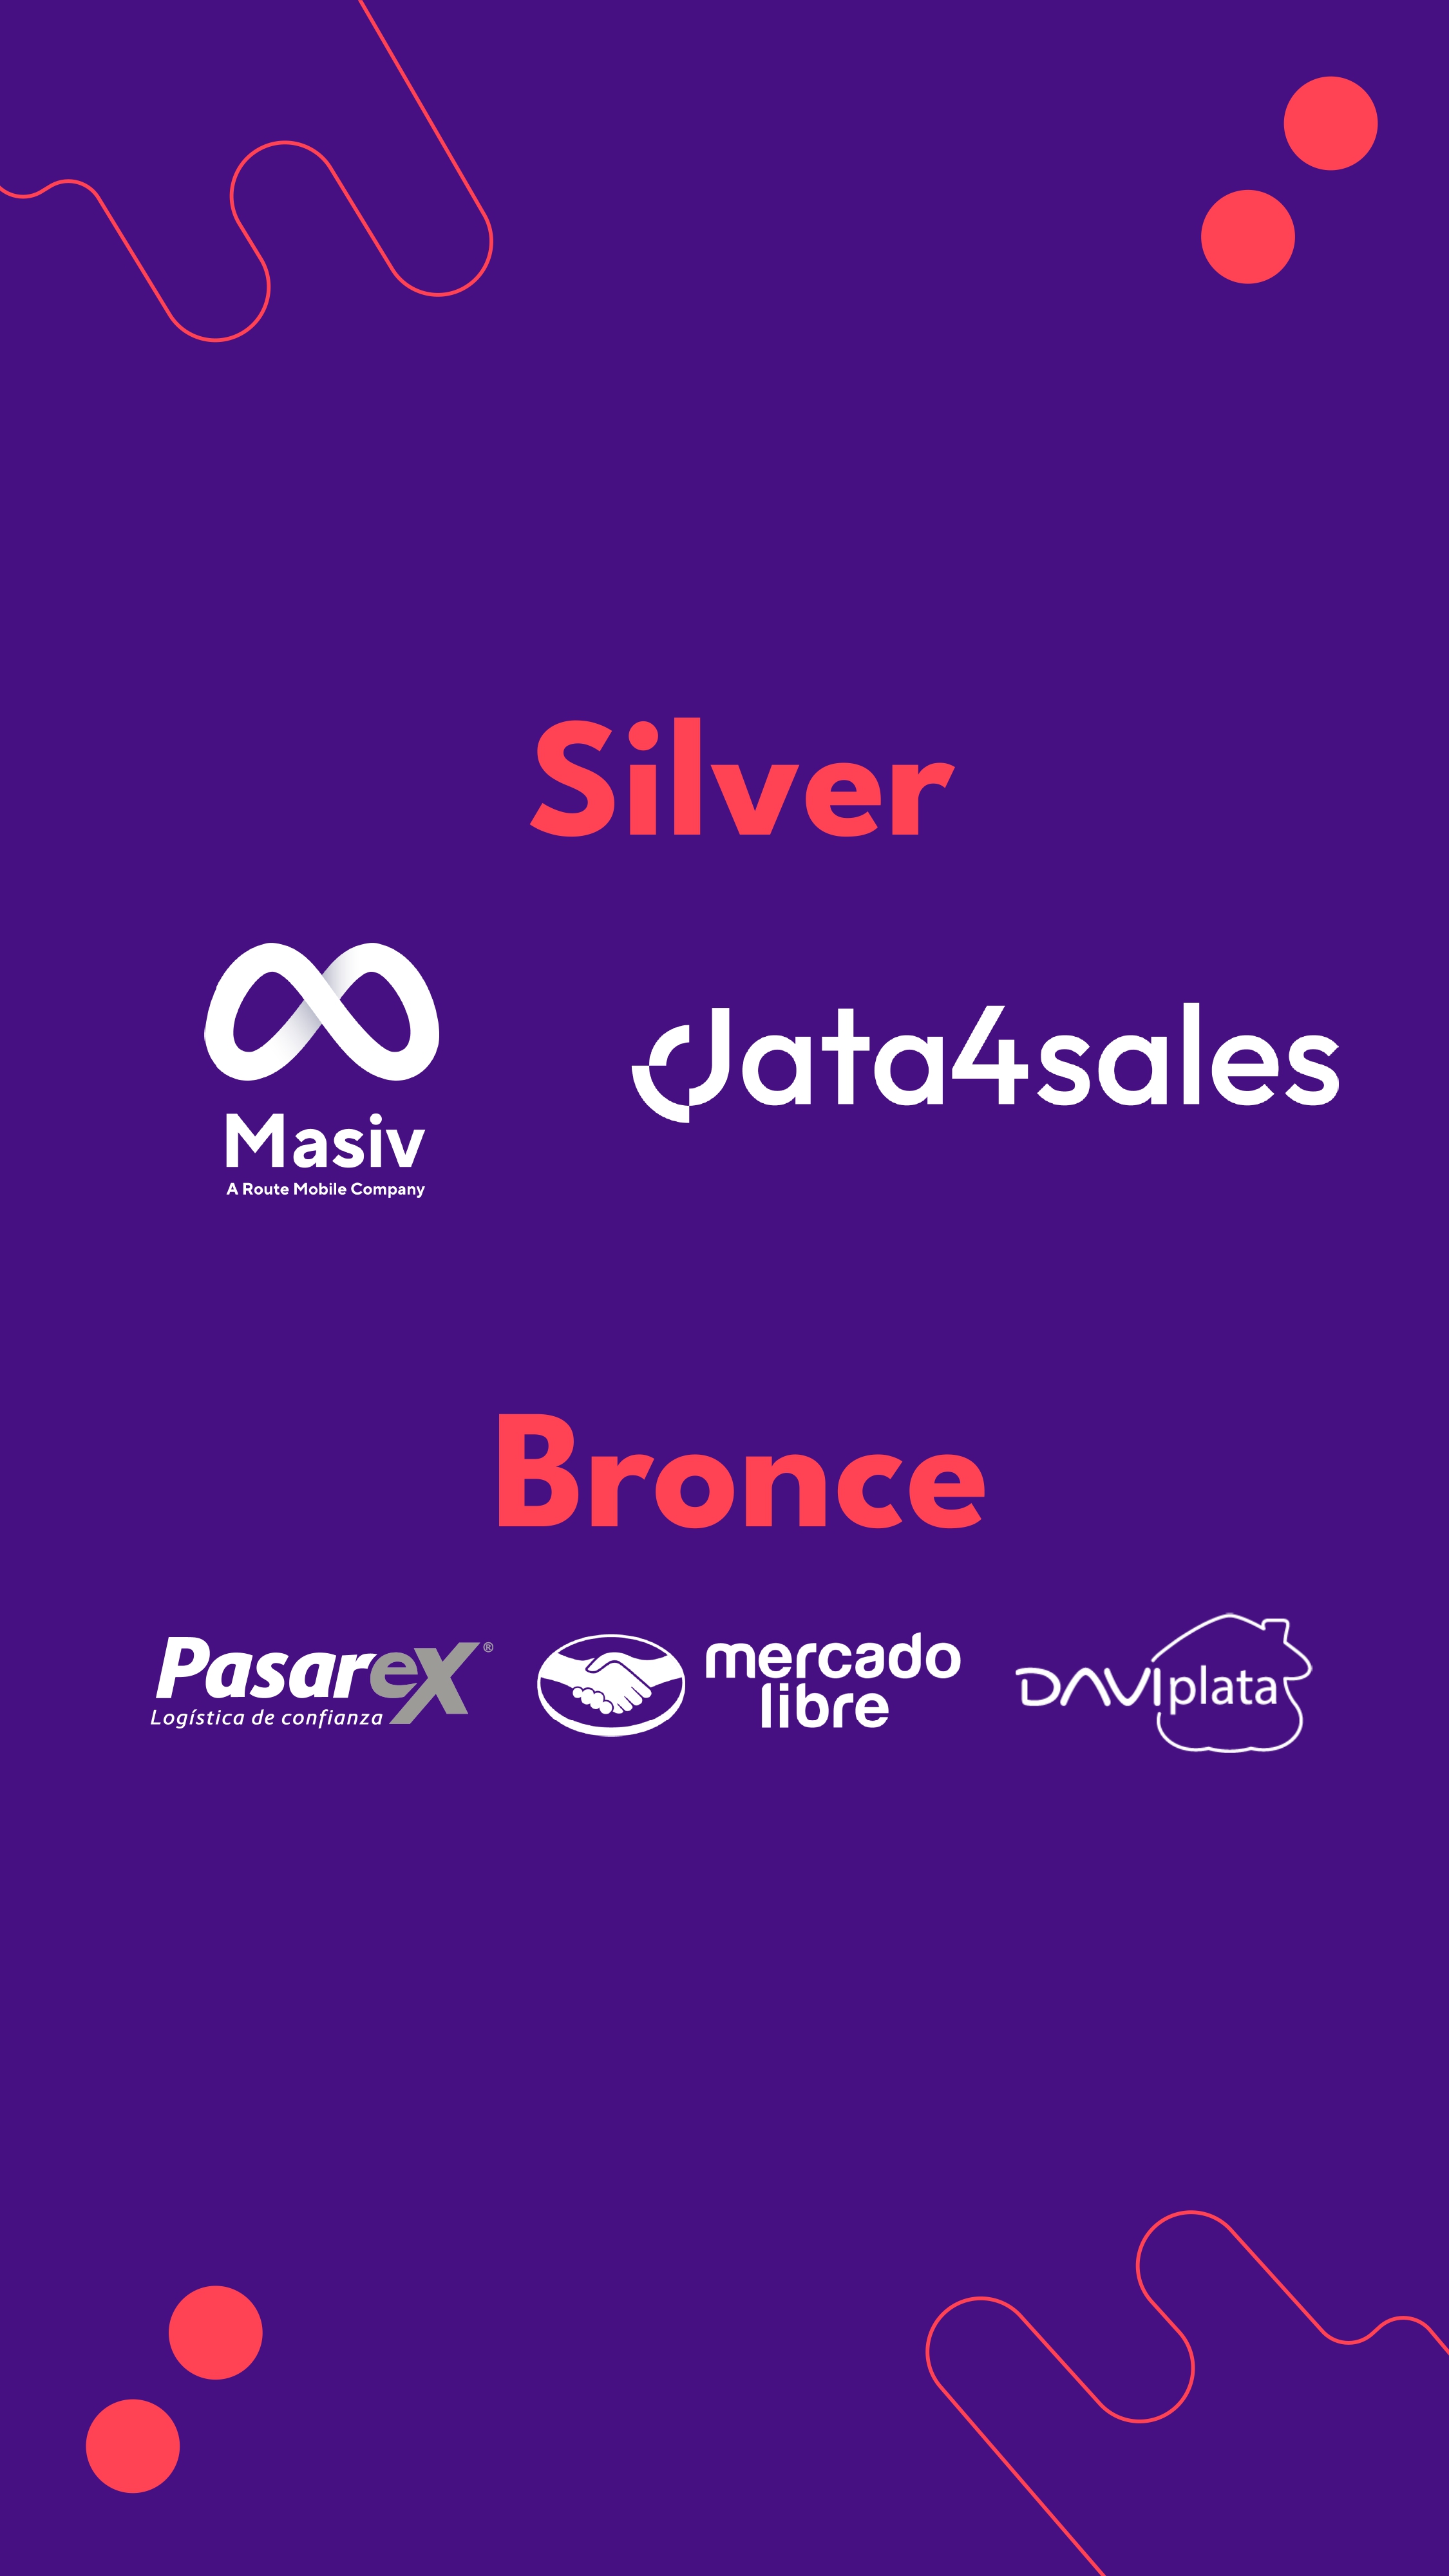 Silver
Masiv
A Route Mobile Company
data4sales
Bronce
Pasarex®
Logística de confianza
mercado
libre
DAVIplata